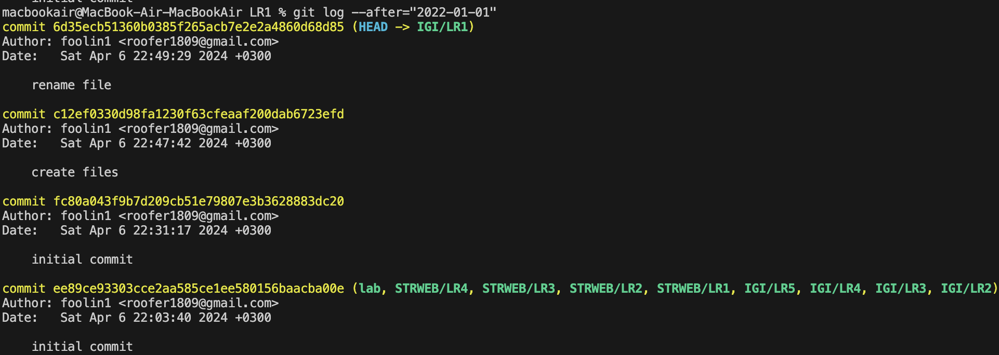 initial commit
macbookair@MacBook-Air-MacBookAir LR1 % git log --after="2022-01-01"
commit 6d35ecb51360b0385f265acb7e2e2a4860d68d85 (HEAD -> IGI/LR1)
Author: foolin1 <roofer1809@gmail.com>
Date:   Sat Apr 6 22:49:29 2024 +0300
    rename file
commit c12ef0330d98fa1230f63cfeaaf200dab6723efd
Author: foolin1 <roofer1809@gmail.com>
Date:   Sat Apr 6 22:47:42 2024 +0300
    create files
commit fc80a043f9b7d209cb51e79807e3b3628883dc20
Author: foolin1 <roofer1809@gmail.com>
Date:   Sat Apr 6 22:31:17 2024 +0300
    initial commit
commit ee89ce93303cce2aa585ce1ee580156baacba00e (lab, STRWEB/LR4, STRWEB/LR3, STRWEB/LR2, STRWEB/LR1, IGI/LR5, IGI/LR4, IGI/LR3, IGI/LR2)
Author: foolin1 <roofer1809@gmail.com>
Date:   Sat Apr 6 22:03:40 2024 +0300
    initial commit